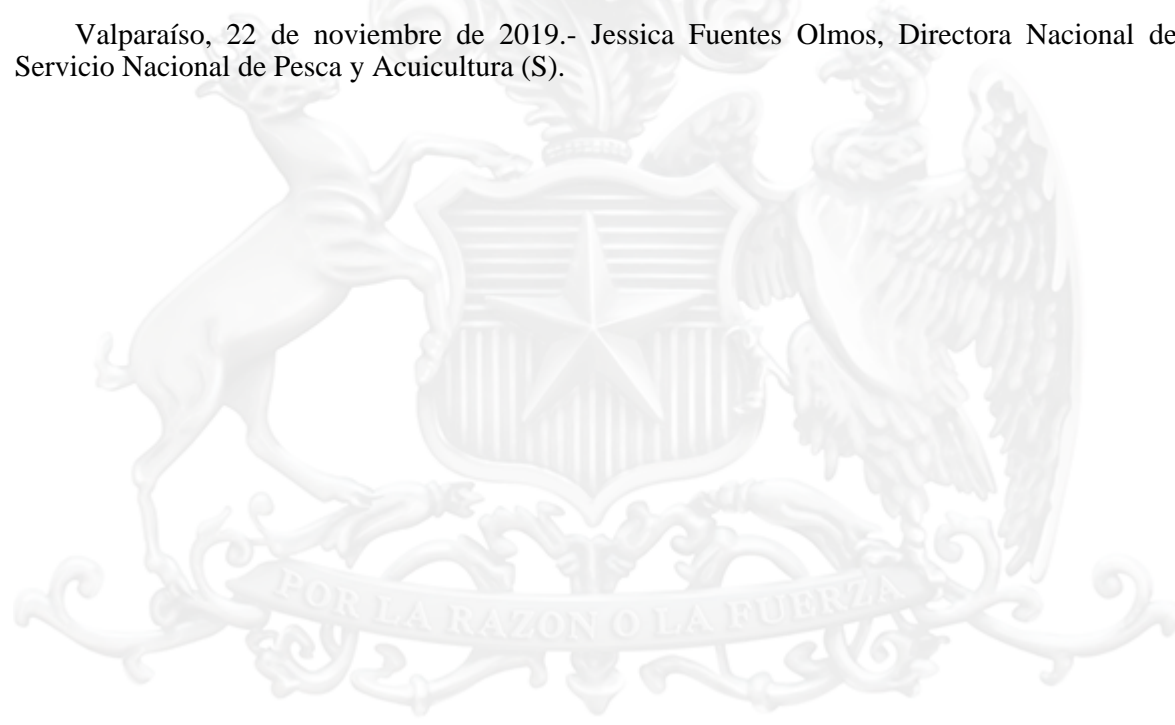 Valparaíso, 22 de noviembre de 2019.- Jessica Fuentes Olmos, Directora Nacional de
Servicio Nacional de Pesca y Acuicultura (S).
POR LA RAZON O LA FUERZA